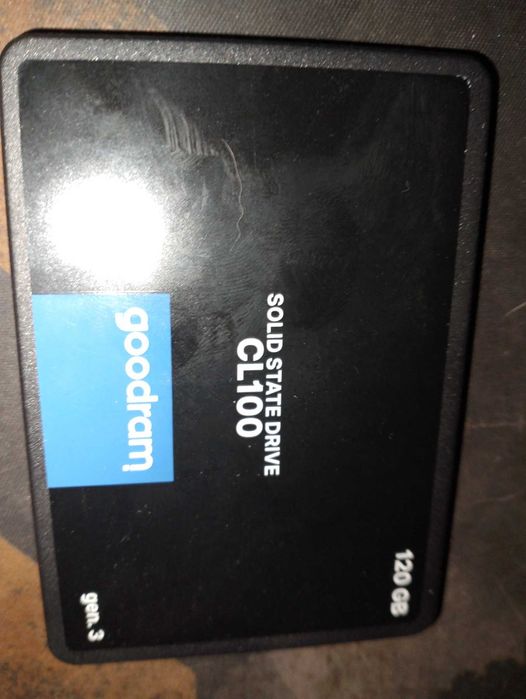 120 GB
SOLID STATE DRIVE
CL100
goodram
gen. 3